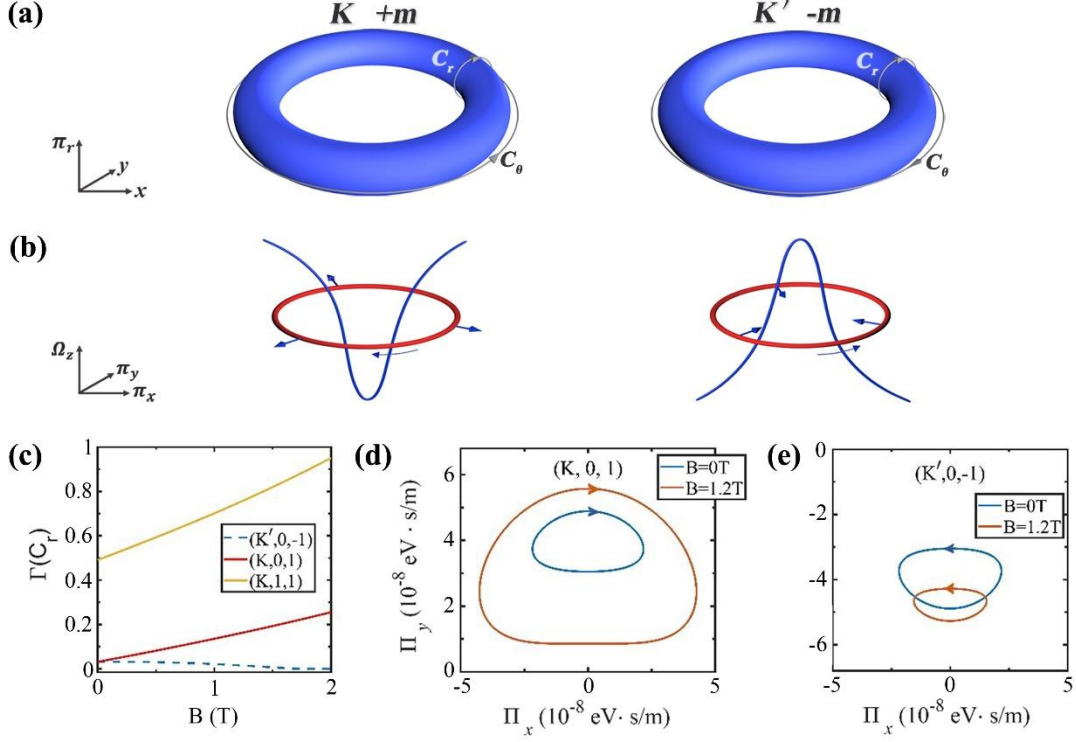 (a)
K +m
K′ -m
C_r
C_r
π_r
y
x
C_θ
C_θ
(b)
Ω_z
π_y
π_x
(c)
1
0.8
0.6
0.4
0.2
0
Γ(C_r)
(K′,0,-1)
(K,0,1)
(K,1,1)
0
1
2
B (T)
(d)
6
4
2
0
Π_y (10⁻⁸ eV· s/m)
(K, 0, 1)
B=0T
B=1.2T
-5
0
5
Π_x (10⁻⁸ eV· s/m)
(e)
0
-2
-4
-6
(K′,0,-1)
B=0T
B=1.2T
-5
0
5
Π_x (10⁻⁸ eV· s/m)